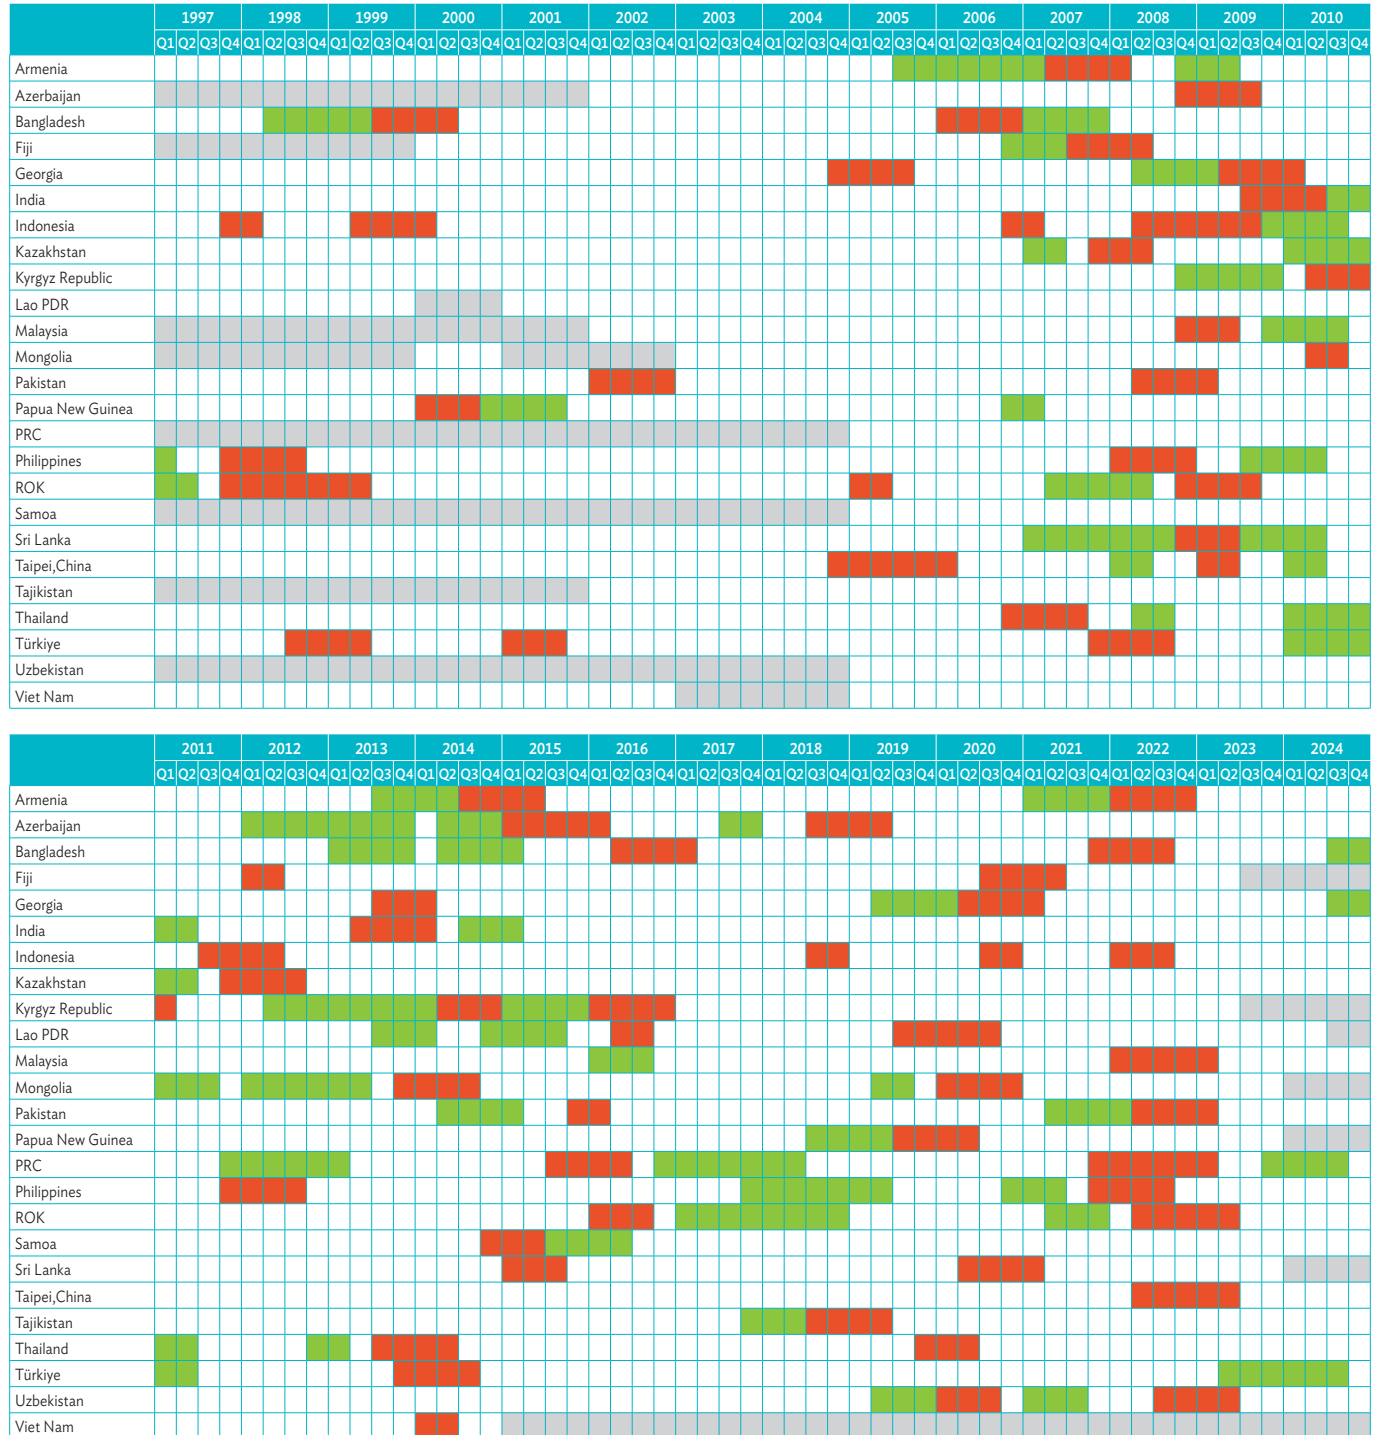 1997 1998 1999 2000 2001 2002 2003 2004 2005 2006 2007 2008 2009 2010
Q1 Q2 Q3 Q4 Q1 Q2 Q3 Q4 Q1 Q2 Q3 Q4 Q1 Q2 Q3 Q4 Q1 Q2 Q3 Q4 Q1 Q2 Q3 Q4 Q1 Q2 Q3 Q4 Q1 Q2 Q3 Q4 Q1 Q2 Q3 Q4 Q1 Q2 Q3 Q4 Q1 Q2 Q3 Q4 Q1 Q2 Q3 Q4 Q1 Q2 Q3 Q4 Q1 Q2 Q3 Q4
Armenia
Azerbaijan
Bangladesh
Fiji
Georgia
India
Indonesia
Kazakhstan
Kyrgyz Republic
Lao PDR
Malaysia
Mongolia
Pakistan
Papua New Guinea
PRC
Philippines
ROK
Samoa
Sri Lanka
Taipei,China
Tajikistan
Thailand
Türkiye
Uzbekistan
Viet Nam
2011 2012 2013 2014 2015 2016 2017 2018 2019 2020 2021 2022 2023 2024
Q1 Q2 Q3 Q4 Q1 Q2 Q3 Q4 Q1 Q2 Q3 Q4 Q1 Q2 Q3 Q4 Q1 Q2 Q3 Q4 Q1 Q2 Q3 Q4 Q1 Q2 Q3 Q4 Q1 Q2 Q3 Q4 Q1 Q2 Q3 Q4 Q1 Q2 Q3 Q4 Q1 Q2 Q3 Q4 Q1 Q2 Q3 Q4 Q1 Q2 Q3 Q4 Q1 Q2 Q3 Q4
Armenia
Azerbaijan
Bangladesh
Fiji
Georgia
India
Indonesia
Kazakhstan
Kyrgyz Republic
Lao PDR
Malaysia
Mongolia
Pakistan
Papua New Guinea
PRC
Philippines
ROK
Samoa
Sri Lanka
Taipei,China
Tajikistan
Thailand
Türkiye
Uzbekistan
Viet Nam